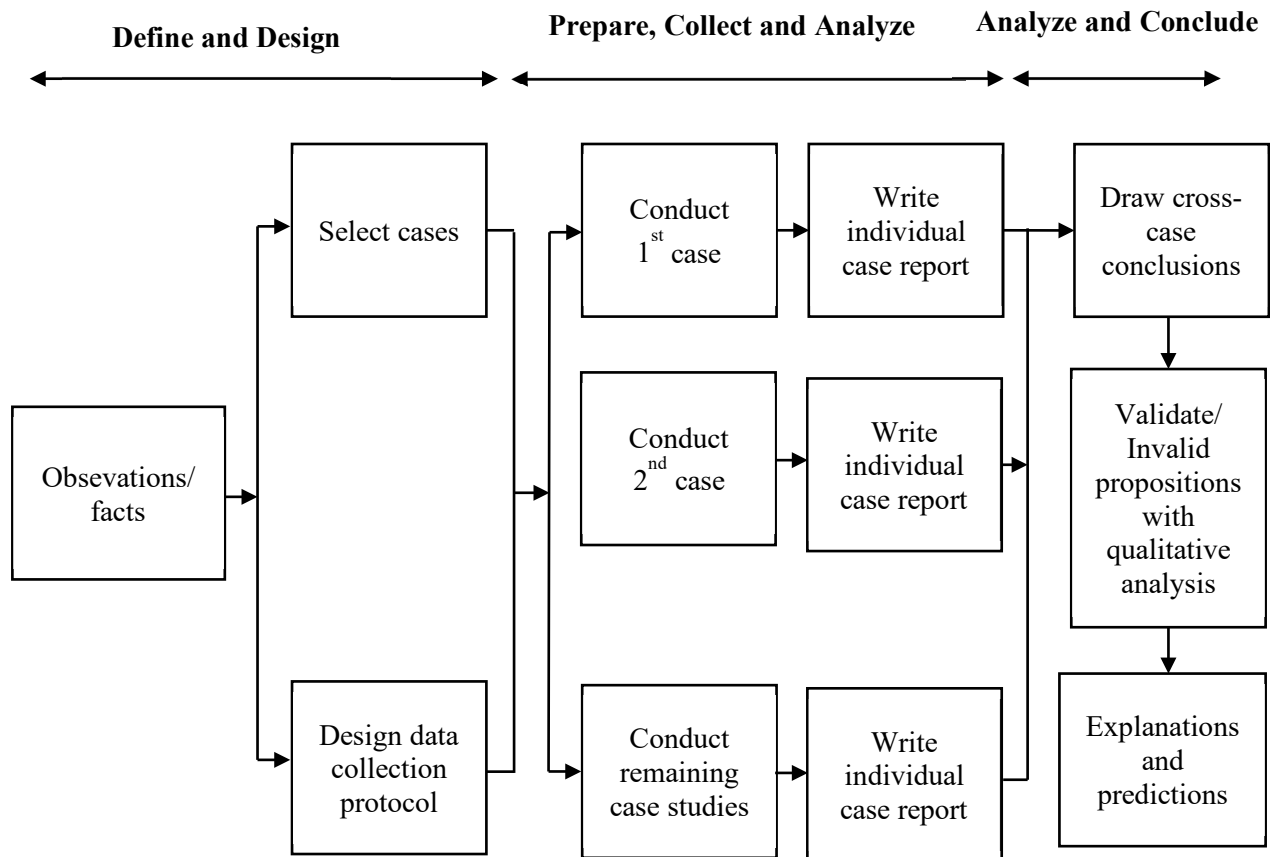 Define and Design
Prepare, Collect and Analyze
Analyze and Conclude
Obsevations/
facts
Select cases
Design data
collection
protocol
Conduct
1st case
Write
individual
case report
Conduct
2nd case
Write
individual
case report
Conduct
remaining
case studies
Write
individual
case report
Draw cross-
case
conclusions
Validate/
Invalid
propositions
with
qualitative
analysis
Explanations
and
predictions